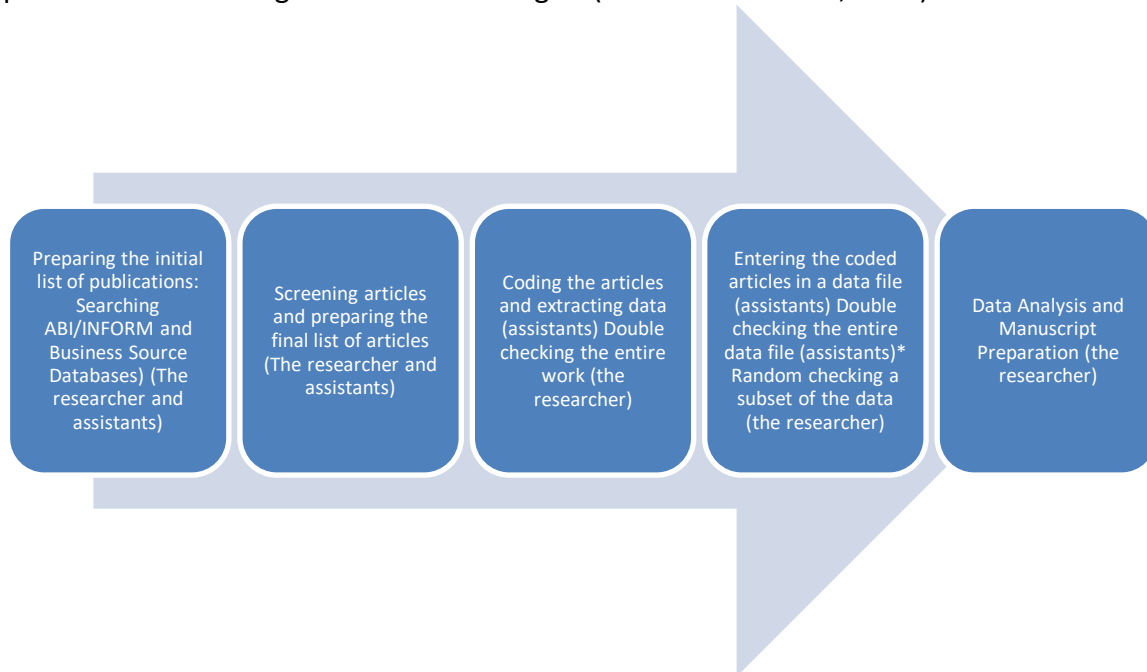 Preparing the initial
list of publications:
Searching
ABI/INFORM and
Business Source
Databases) (The
researcher and
assistants)
Screening articles
and preparing the
final list of articles
(The researcher and
assistants)
Coding the articles
and extracting data
(assistants) Double
checking the entire
work (the
researcher)
Entering the coded
articles in a data file
(assistants) Double
checking the entire
data file (assistants)*
Random checking a
subset of the data
(the researcher)
Data Analysis and
Manuscript
Preparation (the
researcher)